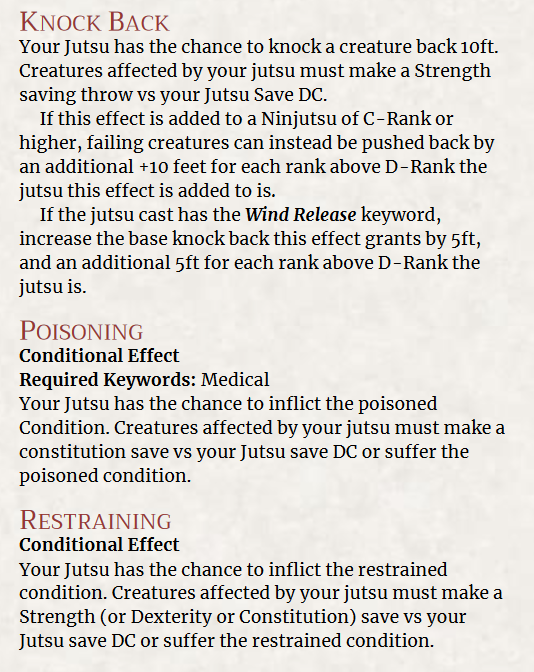 Knock Back
Your Jutsu has the chance to knock a creature back 10ft.
Creatures affected by your jutsu must make a Strength
saving throw vs your Jutsu Save DC.
If this effect is added to a Ninjutsu of C-Rank or
higher, failing creatures can instead be pushed back by
an additional +10 feet for each rank above D-Rank the
jutsu this effect is added to is.
If the jutsu cast has the Wind Release keyword,
increase the base knock back this effect grants by 5ft,
and an additional 5ft for each rank above D-Rank the
jutsu is.
Poisoning
Conditional Effect
Required Keywords: Medical
Your Jutsu has the chance to inflict the poisoned
Condition. Creatures affected by your jutsu must make a
constitution save vs your Jutsu save DC or suffer the
poisoned condition.
Restraining
Conditional Effect
Your Jutsu has the chance to inflict the restrained
condition. Creatures affected by your jutsu must make a
Strength (or Dexterity or Constitution) save vs your
Jutsu save DC or suffer the restrained condition.